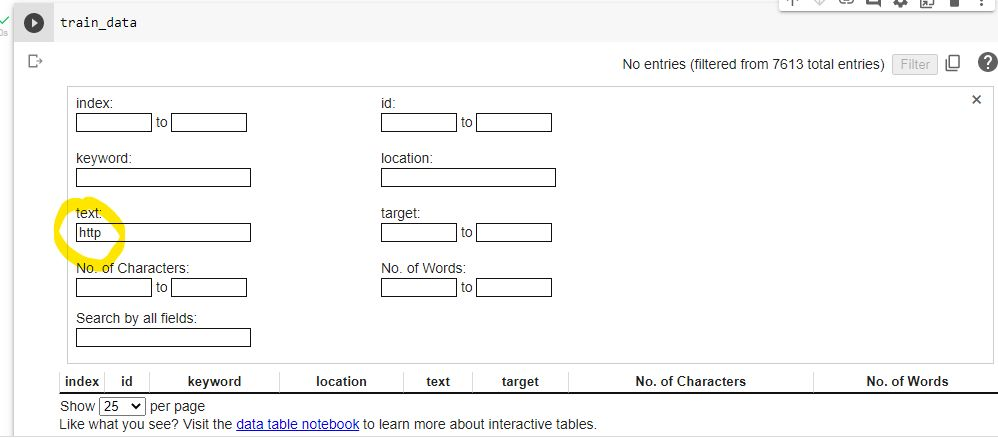 train_data
0s
No entries (filtered from 7613 total entries) Filter
index: id:
to to
keyword: location:
text: target:
http to
No. of Characters: No. of Words:
to to
Search by all fields:
index id keyword location text target No. of Characters No. of Words
Show 25 per page
Like what you see? Visit the data table notebook to learn more about interactive tables.